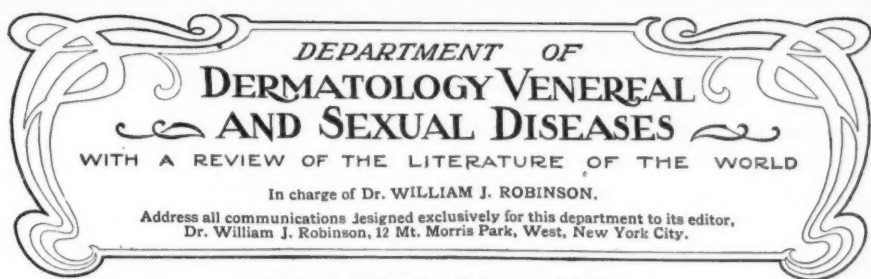 DEPARTMENT OF
DERMATOLOGY VENEREAL
AND SEXUAL DISEASES
WITH A REVIEW OF THE LITERATURE OF THE WORLD
In charge of Dr. WILLIAM J. ROBINSON.
Address all communications designed exclusively for this department to its editor,
Dr. William J. Robinson, 12 Mt. Morris Park, West, New York City.